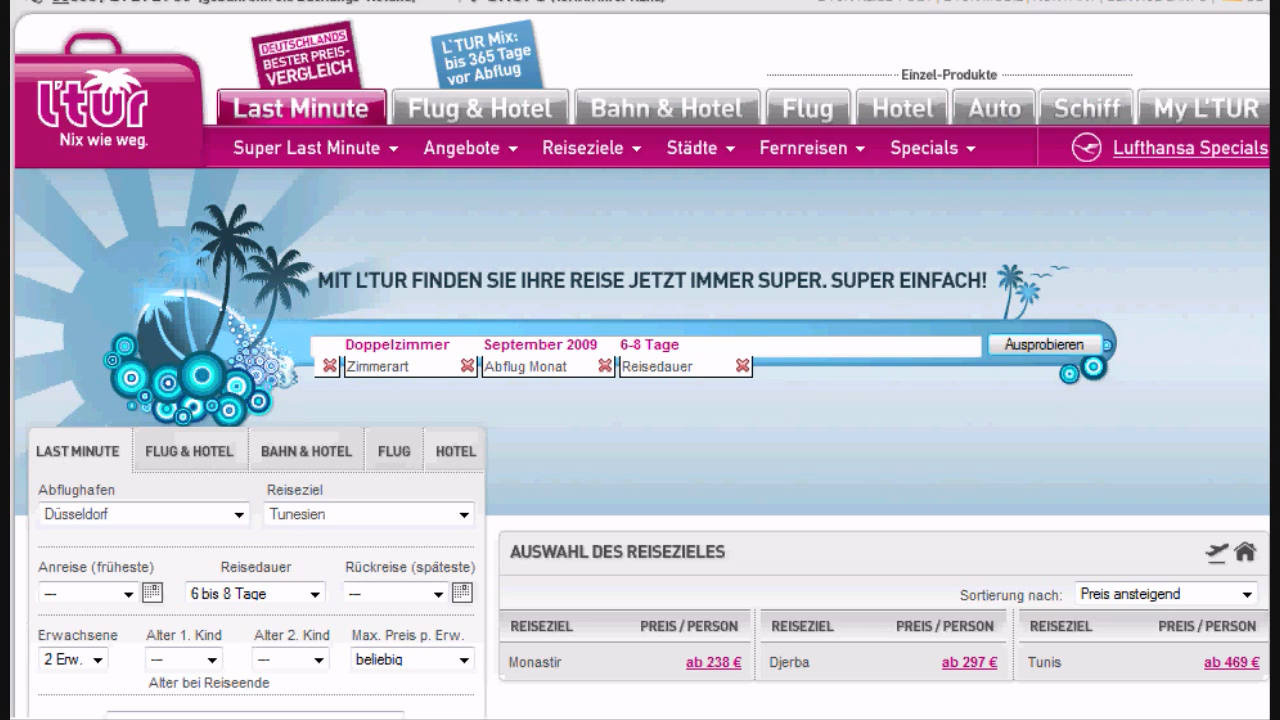 DEUTSCHLANDS
BESTER PREIS-
VERGLEICH
L'TUR Mix:
bis 365 Tage
vor Abflug
Einzel-Produkte
L'TUR
Nix wie weg.
Last Minute Flug & Hotel Bahn & Hotel Flug Hotel Auto Schiff My L'TUR
Super Last Minute Angebote Reiseziele Städte Fernreisen Specials Lufthansa Specials
MIT L'TUR FINDEN SIE IHRE REISE JETZT IMMER SUPER. SUPER EINFACH!
Doppelzimmer September 2009 6-8 Tage Ausprobieren
Zimmerart Abflug Monat Reisedauer
LAST MINUTE FLUG & HOTEL BAHN & HOTEL FLUG HOTEL
Abflughafen Reiseziel
Düsseldorf Tunesien
Anreise (früheste) Reisedauer Rückreise (späteste)
--- 6 bis 8 Tage ---
Erwachsene Alter 1. Kind Alter 2. Kind Max. Preis p. Erw.
2 Erw. --- --- beliebig
Alter bei Reiseende
AUSWAHL DES REISEZIELES
Sortierung nach: Preis ansteigend
REISEZIEL PREIS / PERSON REISEZIEL PREIS / PERSON REISEZIEL PREIS / PERSON
Monastir ab 238 € Djerba ab 297 € Tunis ab 469 €